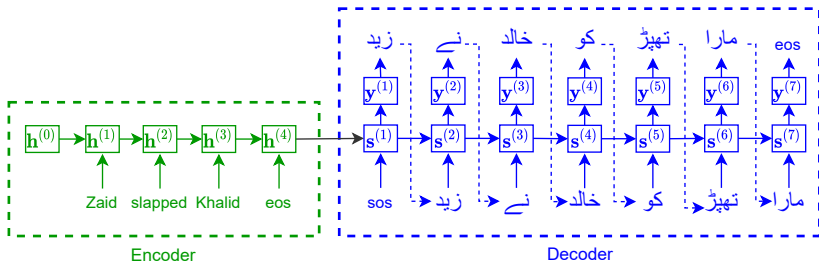 زید نے خالد کو تھپڑ مارا eos
y(1) y(2) y(3) y(4) y(5) y(6) y(7)
h(0) h(1) h(2) h(3) h(4) s(1) s(2) s(3) s(4) s(5) s(6) s(7)
Zaid slapped Khalid eos sos زید نے خالد کو تھپڑ مارا
Encoder Decoder